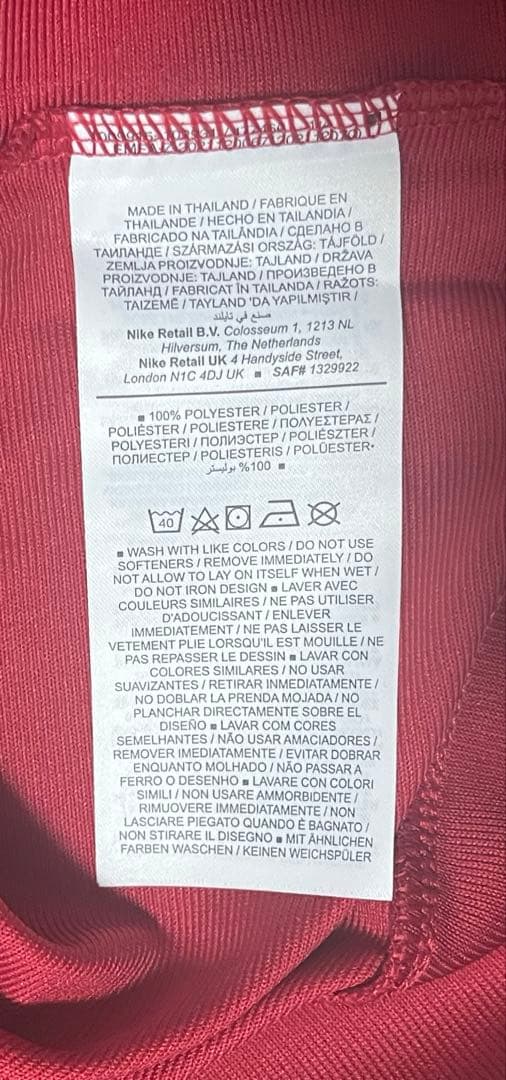 MADE IN THAILAND / FABRIQUE EN
THAILANDE / HECHO EN TAILANDIA /
FABRICADO NA TAILÂNDIA / СДЕЛАНО В
ТАИЛАНДЕ / SZÁRMAZÁSI ORSZÁG: TÁJFÖLD /
ZEMLJA PROIZVODNJE: TAJLAND / DRŽAVA
PROIZVODNJE: TAJLAND / ПРОИЗВЕДЕНО В
ТАЙЛАНД / FABRICAT ÎN TAILANDA / RAŽOTS:
TAIZEMĒ / TAYLAND 'DA YAPILMIŞTIR /
صنع في تايلند
Nike Retail B.V. Colosseum 1, 1213 NL
Hilversum, The Netherlands
Nike Retail UK 4 Handyside Street,
London N1C 4DJ UK ■ SAF# 1329922
■ 100% POLYESTER / POLIESTER /
POLIÉSTER / POLIESTERE / ΠΟΛΥΕΣΤΕΡΑΣ /
POLYESTERI / ПОЛИЭСТЕР / POLIÉSZTER /
ПОЛИЕСТЕР / POLIESTERIS / POLÜESTER•
%100 بوليستر ■
40
■ WASH WITH LIKE COLORS / DO NOT USE
SOFTENERS / REMOVE IMMEDIATELY / DO
NOT ALLOW TO LAY ON ITSELF WHEN WET /
DO NOT IRON DESIGN ■ LAVER AVEC
COULEURS SIMILAIRES / NE PAS UTILISER
D'ADOUCISSANT / ENLEVER
IMMEDIATEMENT / NE PAS LAISSER LE
VETEMENT PLIE LORSQU'IL EST MOUILLE / NE
PAS REPASSER LE DESSIN ■ LAVAR CON
COLORES SIMILARES / NO USAR
SUAVIZANTES / RETIRAR INMEDIATAMENTE /
NO DOBLAR LA PRENDA MOJADA / NO
PLANCHAR DIRECTAMENTE SOBRE EL
DISEÑO ■ LAVAR COM CORES
SEMELHANTES / NÃO USAR AMACIADORES /
REMOVER IMEDIATAMENTE / EVITAR DOBRAR
ENQUANTO MOLHADO / NÃO PASSAR A
FERRO O DESENHO ■ LAVARE CON COLORI
SIMILI / NON USARE AMMORBIDENTE /
RIMUOVERE IMMEDIATAMENTE / NON
LASCIARE PIEGATO QUANDO È BAGNATO /
NON STIRARE IL DISEGNO ■ MIT ÄHNLICHEN
FARBEN WASCHEN / KEINEN WEICHSPÜLER